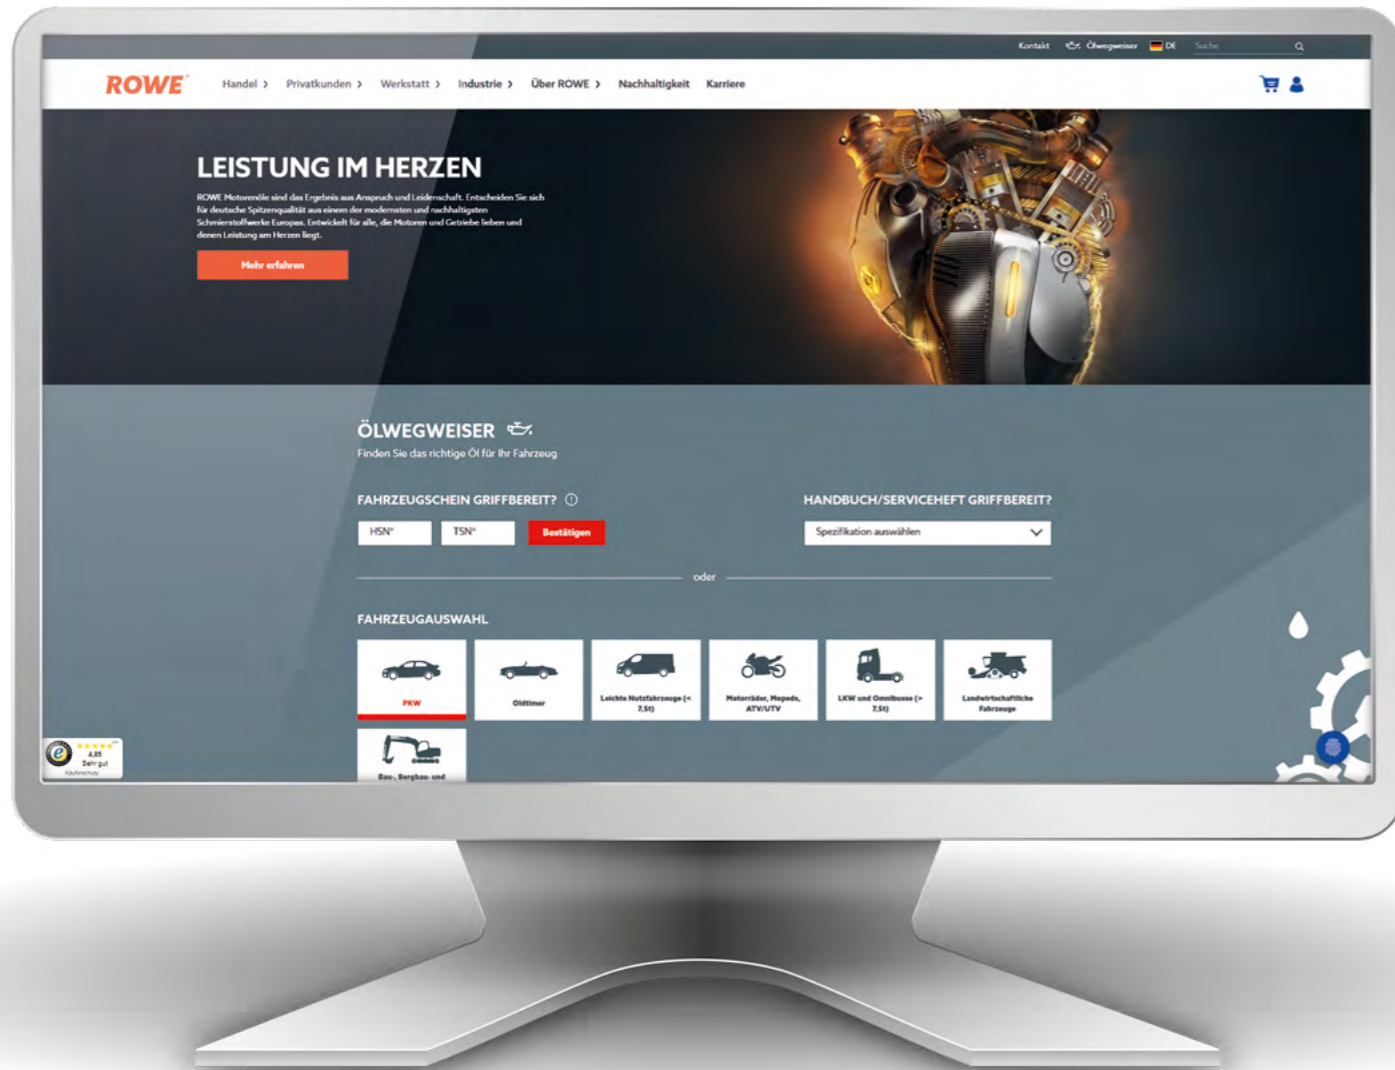 Kontakt Ölwegweiser DE Suche
ROWE Handel Privatkunden Werkstatt Industrie Über ROWE Nachhaltigkeit Karriere
LEISTUNG IM HERZEN
ROWE Motorenöle sind das Ergebnis aus Anspruch und Leidenschaft. Entscheiden Sie sich
für deutsche Spitzenqualität aus einem der modernsten und nachhaltigsten
Schmierstoffwerke Europas. Entwickelt für alle, die Motoren und Getriebe lieben und
denen Leistung am Herzen liegt.
Mehr erfahren
ÖLWEGWEISER
Finden Sie das richtige Öl für Ihr Fahrzeug
FAHRZEUGSCHEIN GRIFFBEREIT?
HSN* TSN* Bestätigen
HANDBUCH/SERVICEHEFT GRIFFBEREIT?
Spezifikation auswählen
oder
FAHRZEUGAUSWAHL
PKW
Oldtimer
Leichte Nutzfahrzeuge (<
7,5t)
Motorräder, Mopeds,
ATV/UTV
LKW und Omnibusse (>
7,5t)
Landwirtschaftliche
Fahrzeuge
Bau-, Bergbau- und
4,85
Sehr gut
Käuferschutz